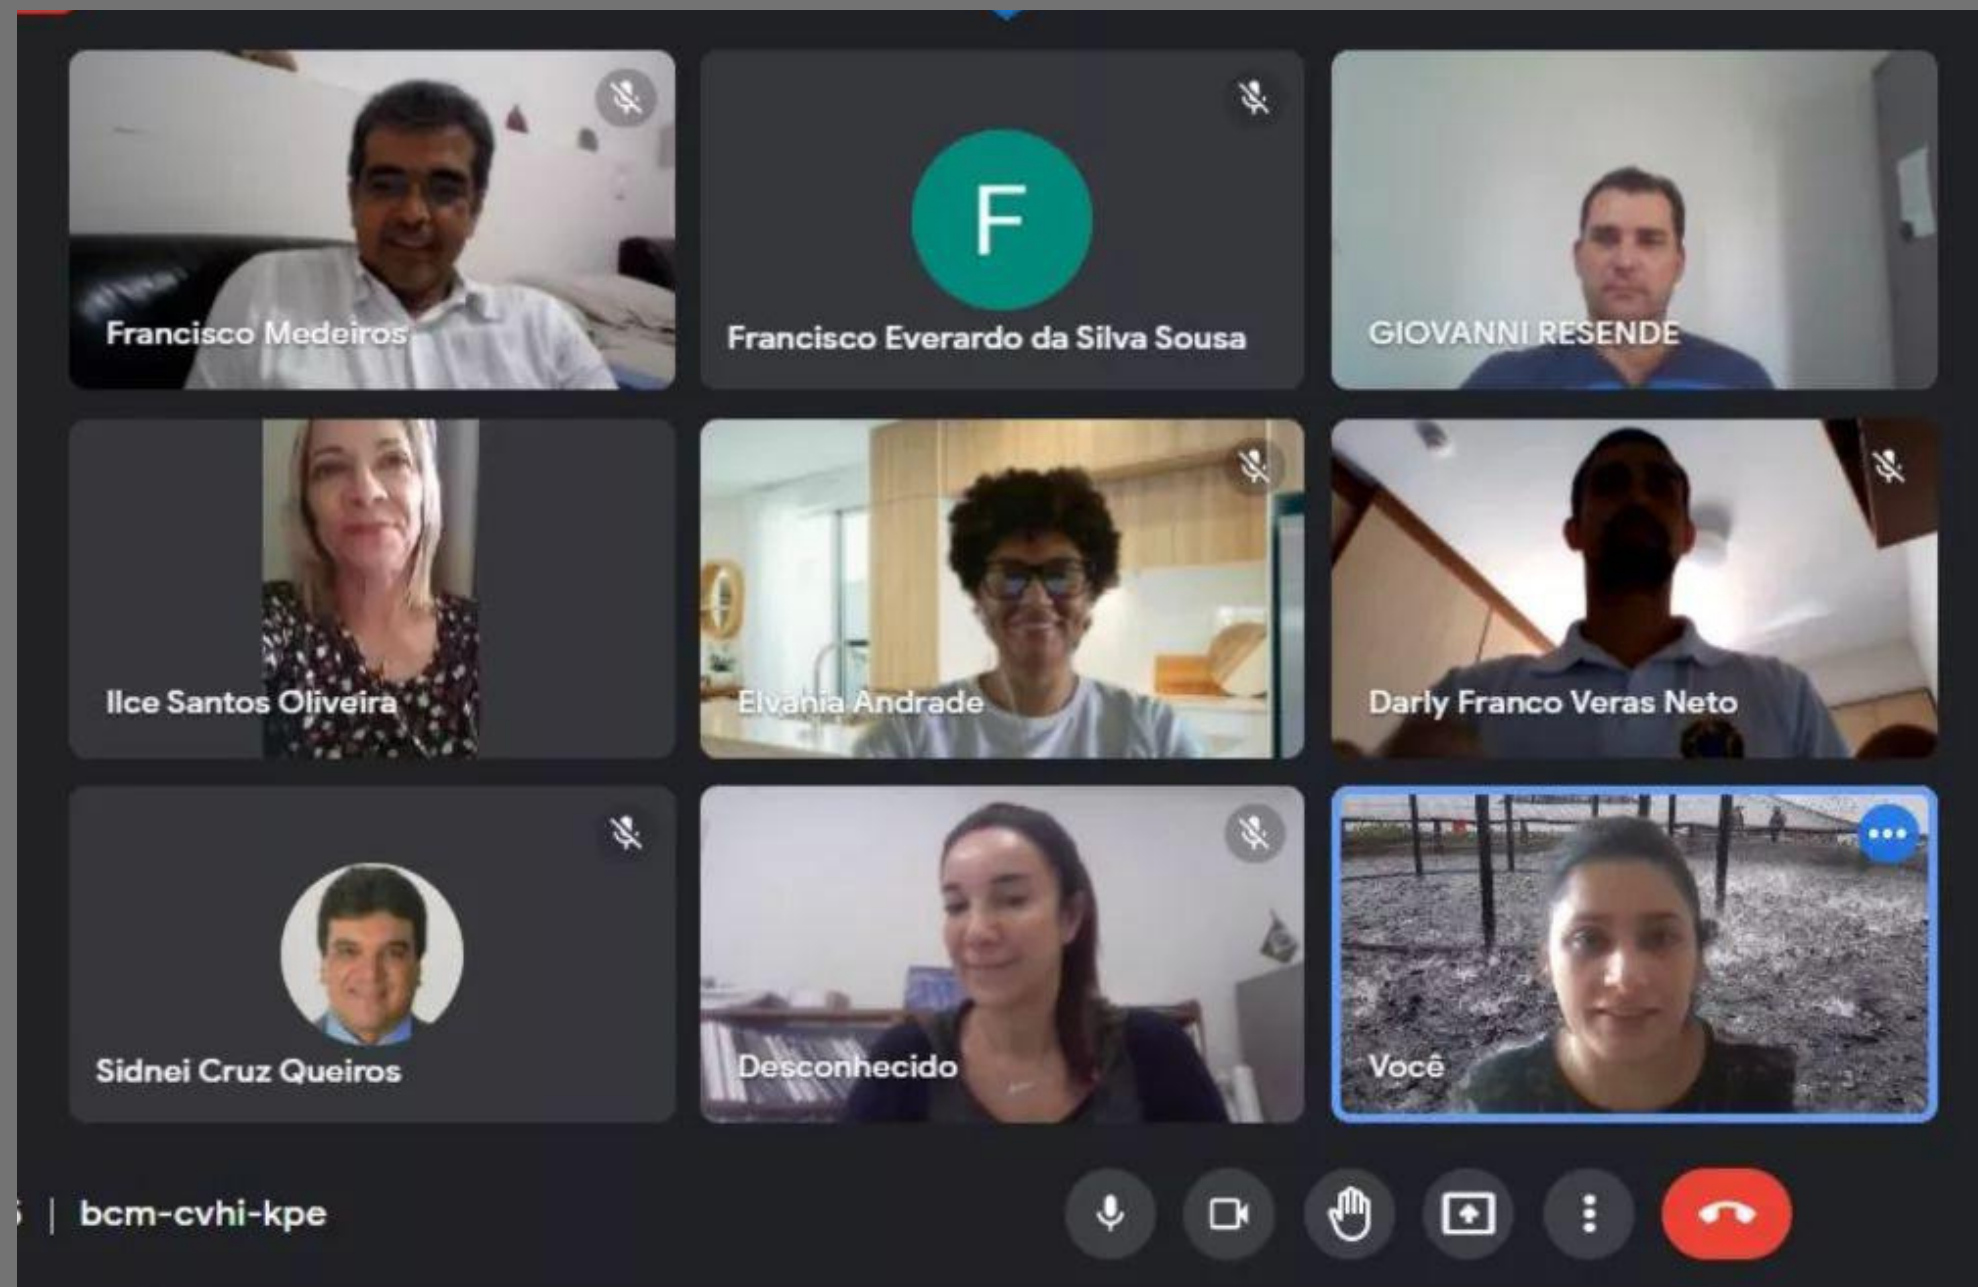 Francisco Medeiros
F
Francisco Everardo da Silva Sousa
GIOVANNI RESENDE
Ilce Santos Oliveira
Elvania Andrade
Darly Franco Veras Neto
Sidnei Cruz Queiros
Desconhecido
Você
| bcm-cvhi-kpe